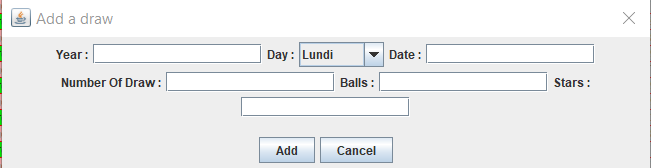 Add a draw
Year : Day : Lundi Date :
Number Of Draw : Balls : Stars :
Add Cancel